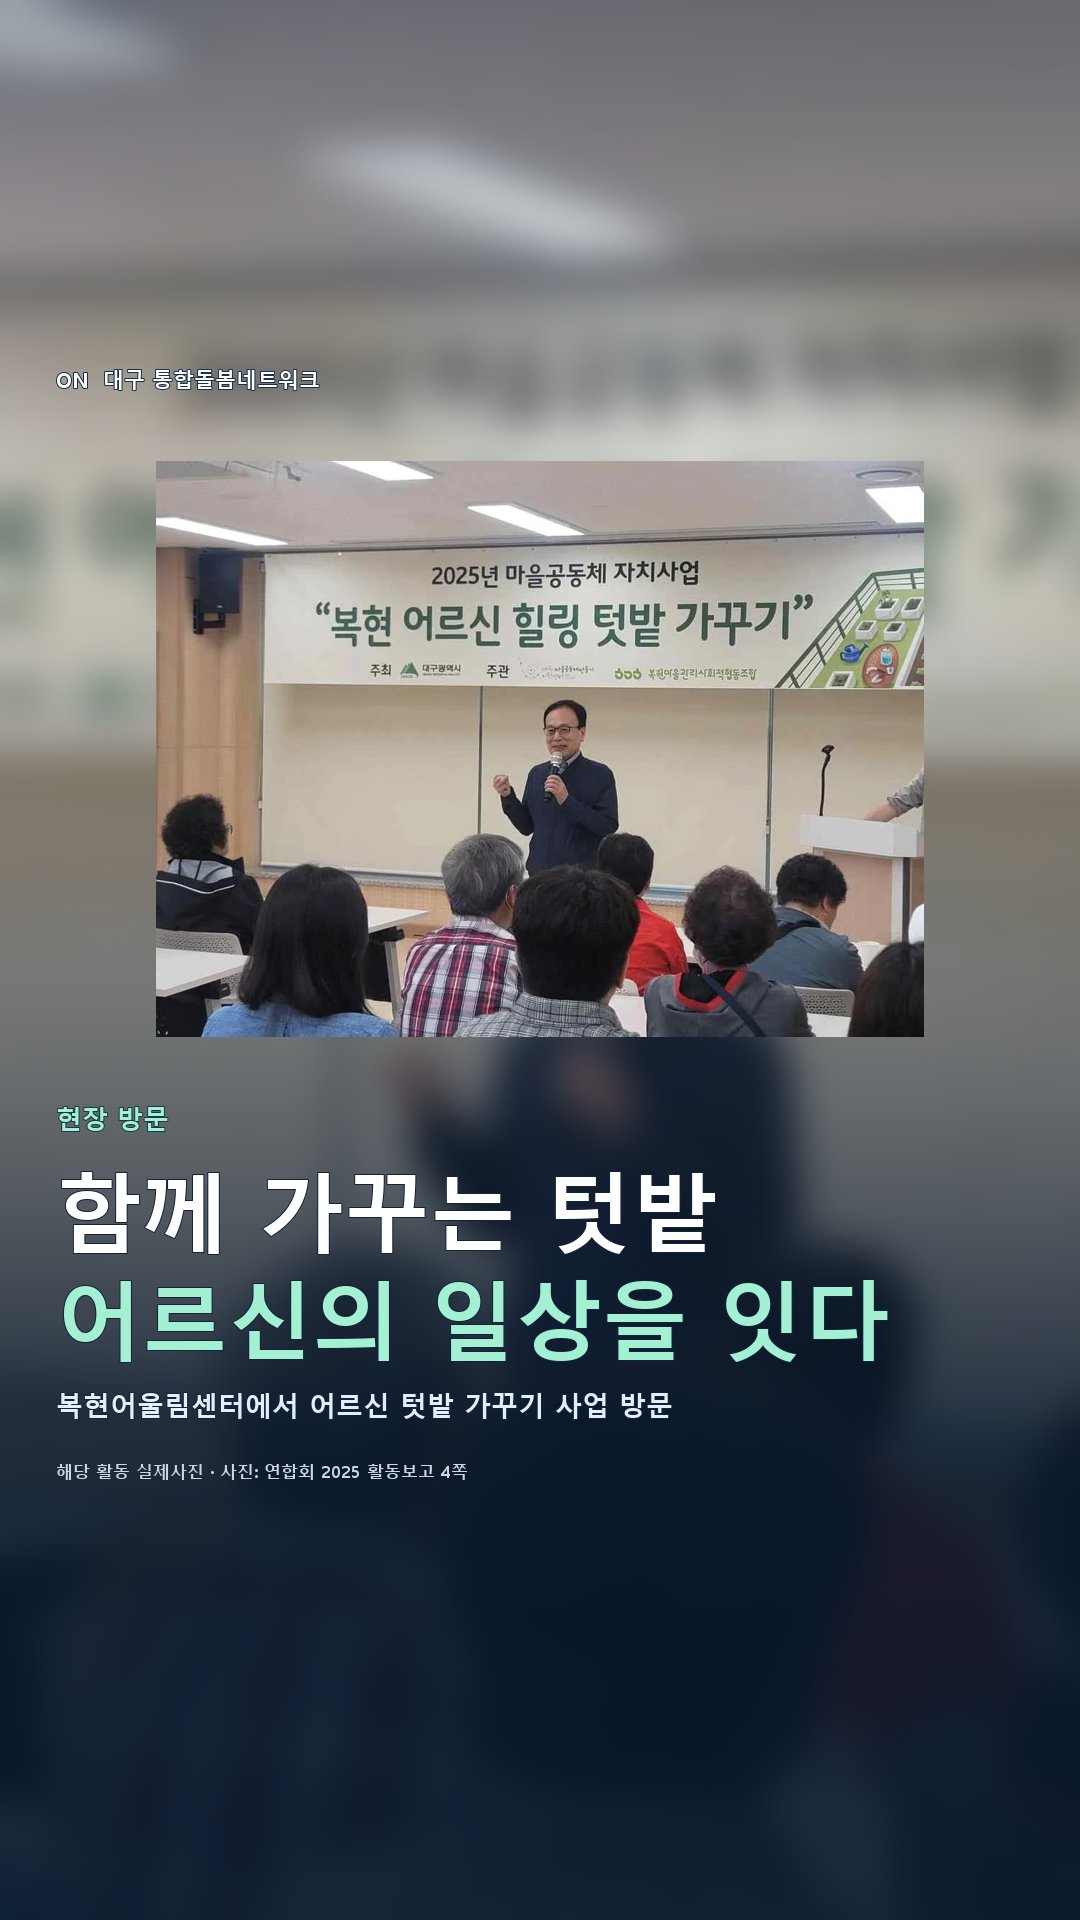 ON 대구 통합돌봄네트워크
2025년 마을공동체 자치사업
“복현 어르신 힐링 텃밭 가꾸기”
주최 대구광역시 주관 복현마을관리사회적협동조합
현장 방문
함께 가꾸는 텃밭
어르신의 일상을 잇다
복현어울림센터에서 어르신 텃밭 가꾸기 사업 방문
해당 활동 실제사진 · 사진: 연합회 2025 활동보고 4쪽